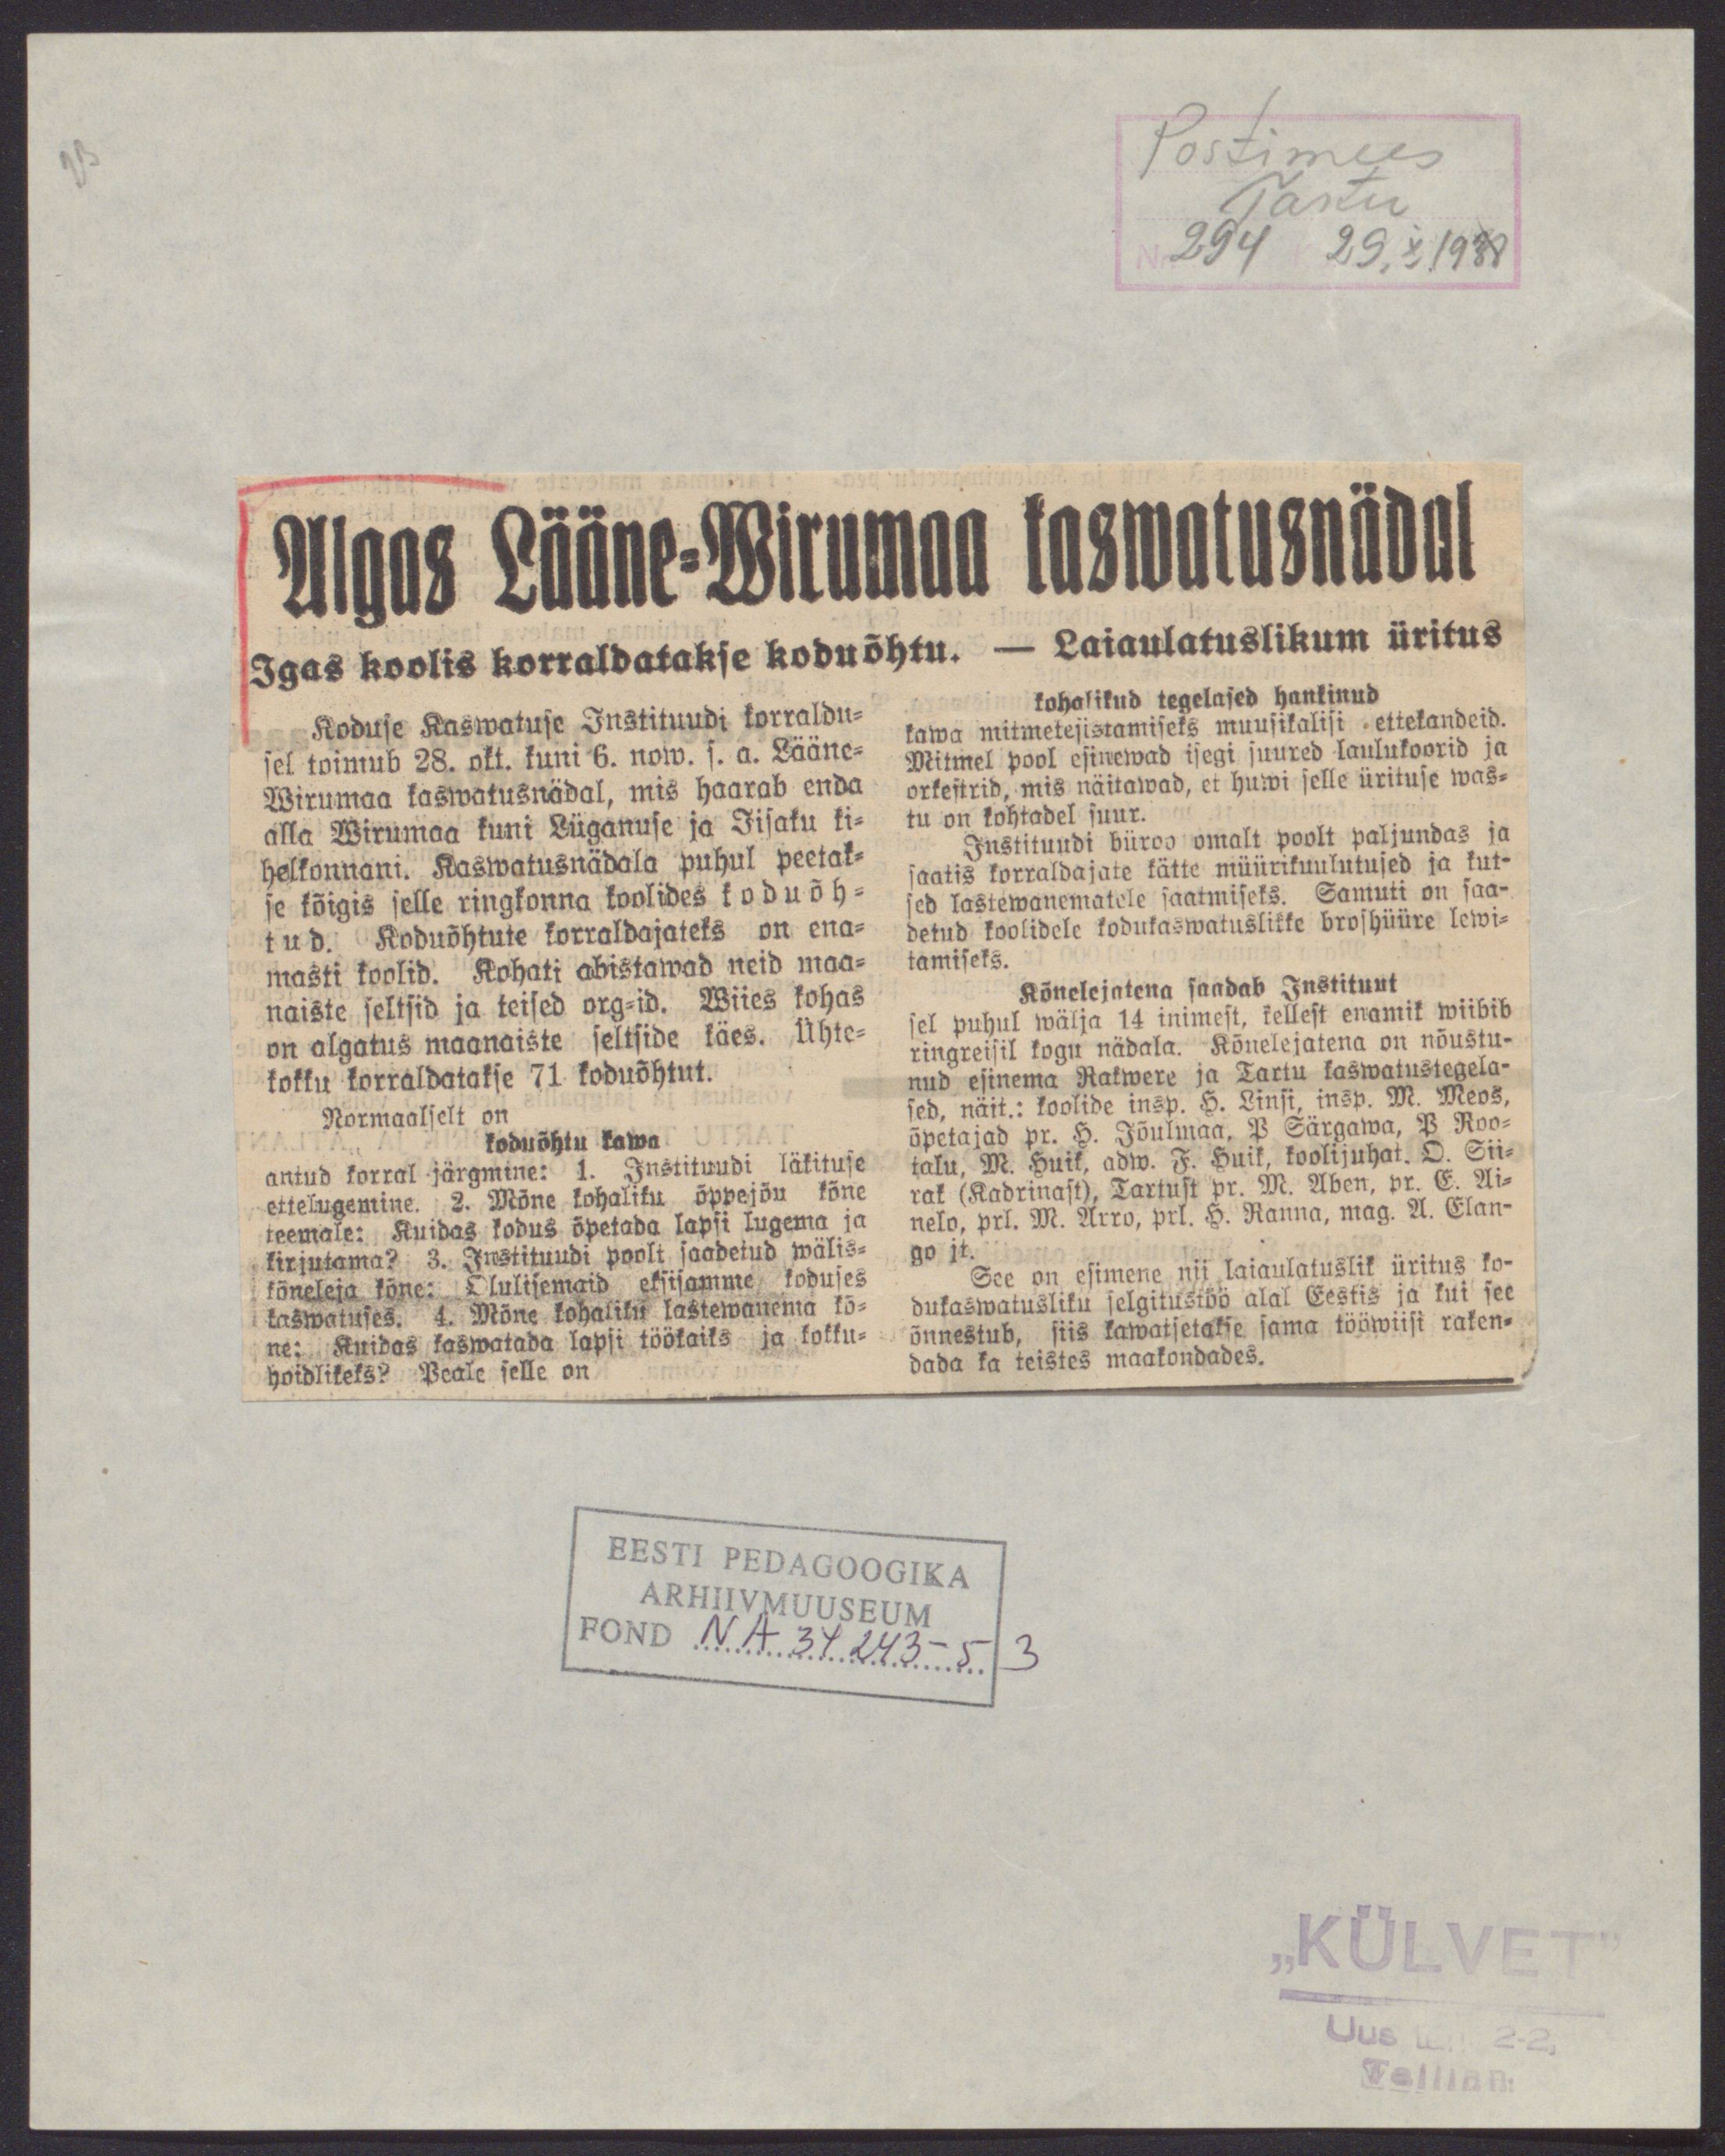 Postimees
Tartu
Nr 294 29. X 1938
Algas Lääne-Wirumaa kaswatusnädal
Igas koolis korraldatakse koduõhtu. — Laiaulatuslikum üritus
Koduse Kaswatuse Instituudi korraldu-
sel toimub 28. okt. kuni 6. now. s. a. Lääne-
Wirumaa kaswatusnädal, mis haarab enda
alla Wirumaa kuni Lüganuse ja Iisaku ki-
helkonnani. Kaswatusnädala puhul peetak-
se kõigis selle ringkonna koolides koduõh-
tud. Koduõhtute korraldajateks on ena-
masti koolid. Kohati abistawad neid maa-
naiste seltsid ja teised org-id. Wiies kohas
on algatus maanaiste seltside käes. Ühte-
kokku korraldatakse 71 koduõhtut.
Normaalselt on
koduõhtu kawa
antud korral järgmine: 1. Instituudi läkituse
ettelugemine. 2. Mõne kohaliku õppejõu kõne
teemale: Kuidas kodus õpetada lapsi lugema ja
kirjutama? 3. Instituudi poolt saadetud wälis-
kõneleja kõne: Olulisemaid eksisamme koduses
kaswatuses. 4. Mõne kohaliku lastewanema kõ-
ne: Kuidas kaswatada lapsi töökaiks ja kokku-
hoidlikeks? Peale selle on
kohalikud tegelased hankinud
kawa mitmetesistamiseks muusikalisi ettekandeid.
Mitmel pool esinewad isegi suured laulukoorid ja
orkestrid, mis näitawad, et huwi selle ürituse was-
tu on kohtadel suur.
Instituudi büroo omalt poolt paljundas ja
saatis korraldajate kätte müürikuulutused ja kut-
sed lastewanematele saatmiseks. Samuti on saa-
detud koolidele kodukaswatuslikke broshüüre lewi-
tamiseks.
Kõnelejatena saadab Instituut
sel puhul wälja 14 inimest, kellest enamik wiibib
ringreisil kogu nädala. Kõnelejatena on nõustu-
nud esinema Rakwere ja Tartu kaswatustegela-
sed, näit.: koolide insp. H. Linsi, insp. M. Meos,
õpetajad pr. H. Jõulmaa, P Särgawa, P Roo-
talu, M. Huik, adw. F. Huik, koolijuhat. O. Sii-
rak (Kadrinast), Tartust pr. M. Aben, pr. E. Ai-
nelo, prl. M. Arro, prl. H. Ranna, mag. A. Elan-
go jt.
See on esimene nii laiaulatuslik üritus ko-
dukaswatusliku selgitustöö alal Eestis ja kui see
õnnestub, siis kawatsetakse sama tööwiisi raken-
dada ka teistes maakondades.
EESTI PEDAGOOGIKA
ARHIIVMUUSEUM
FOND N A 34 243-5 3
„KÜLVET"
Uus 2-2,
Tallinn